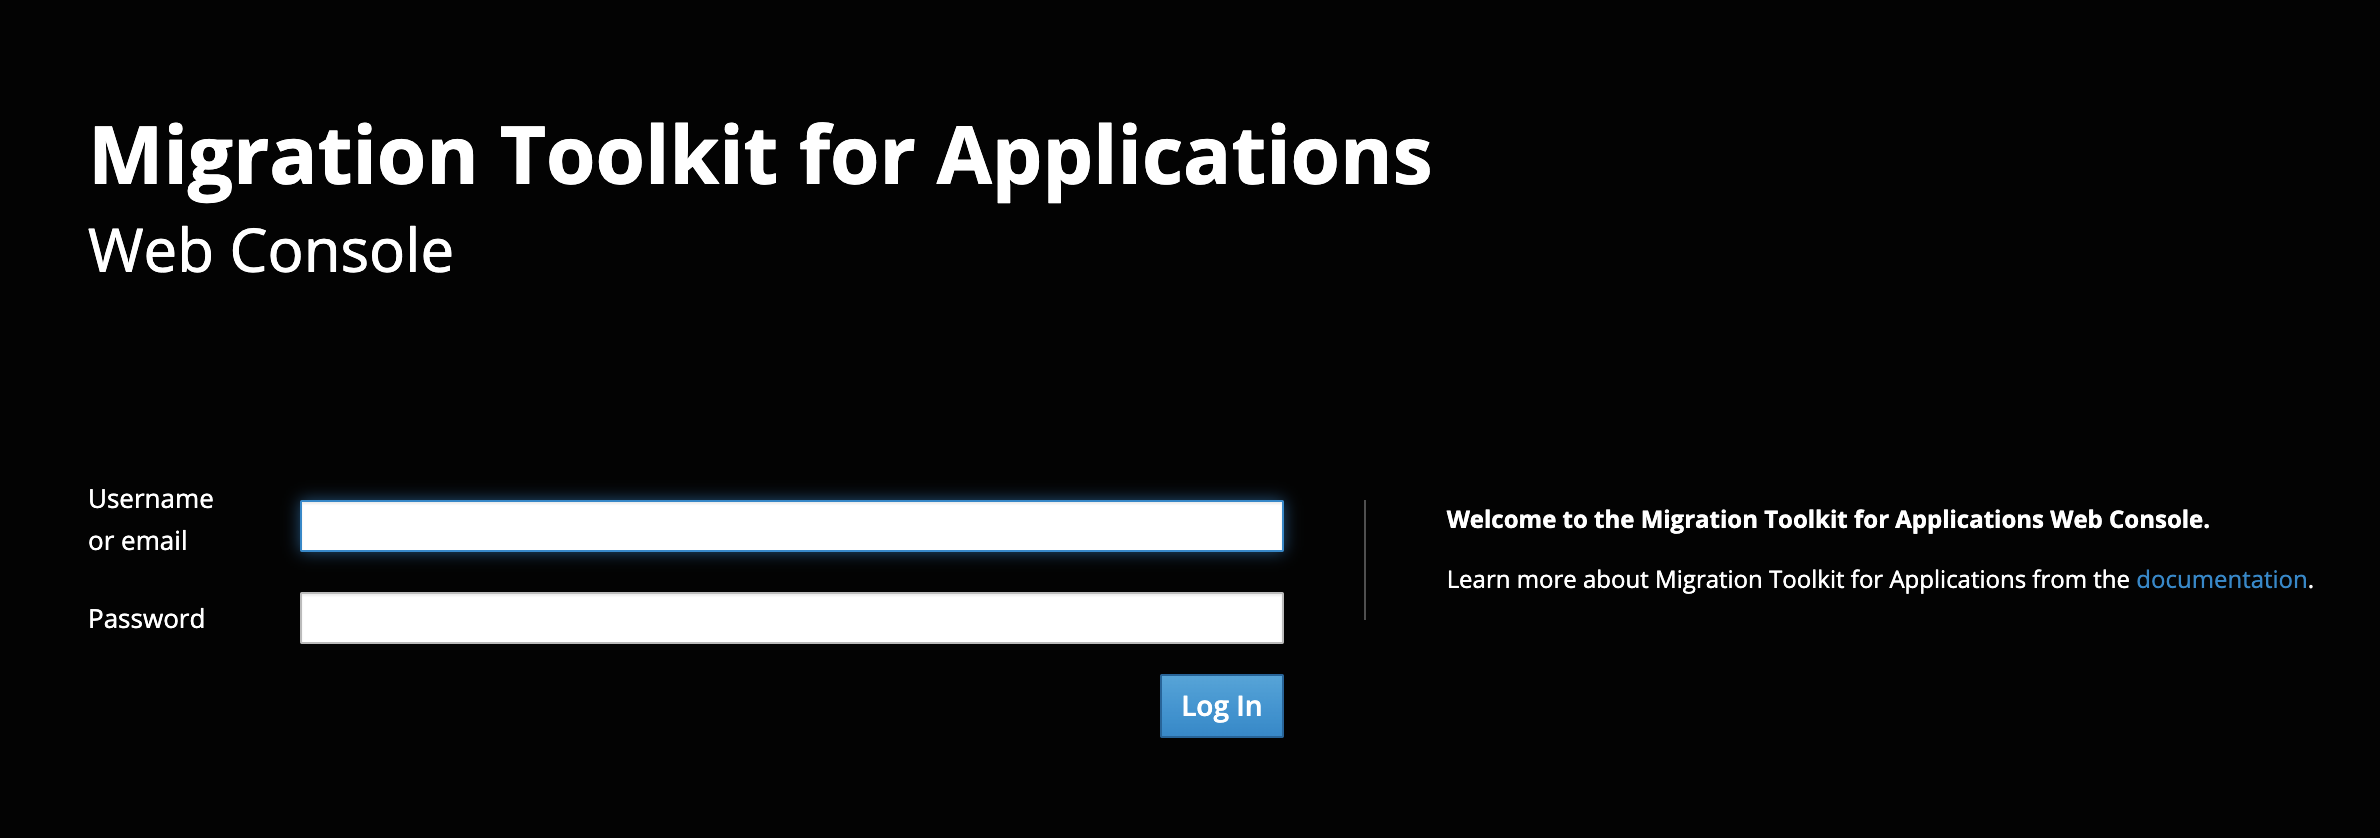 Migration Toolkit for Applications
Web Console
Username
or email
Password
Log In
Welcome to the Migration Toolkit for Applications Web Console.
Learn more about Migration Toolkit for Applications from the documentation.